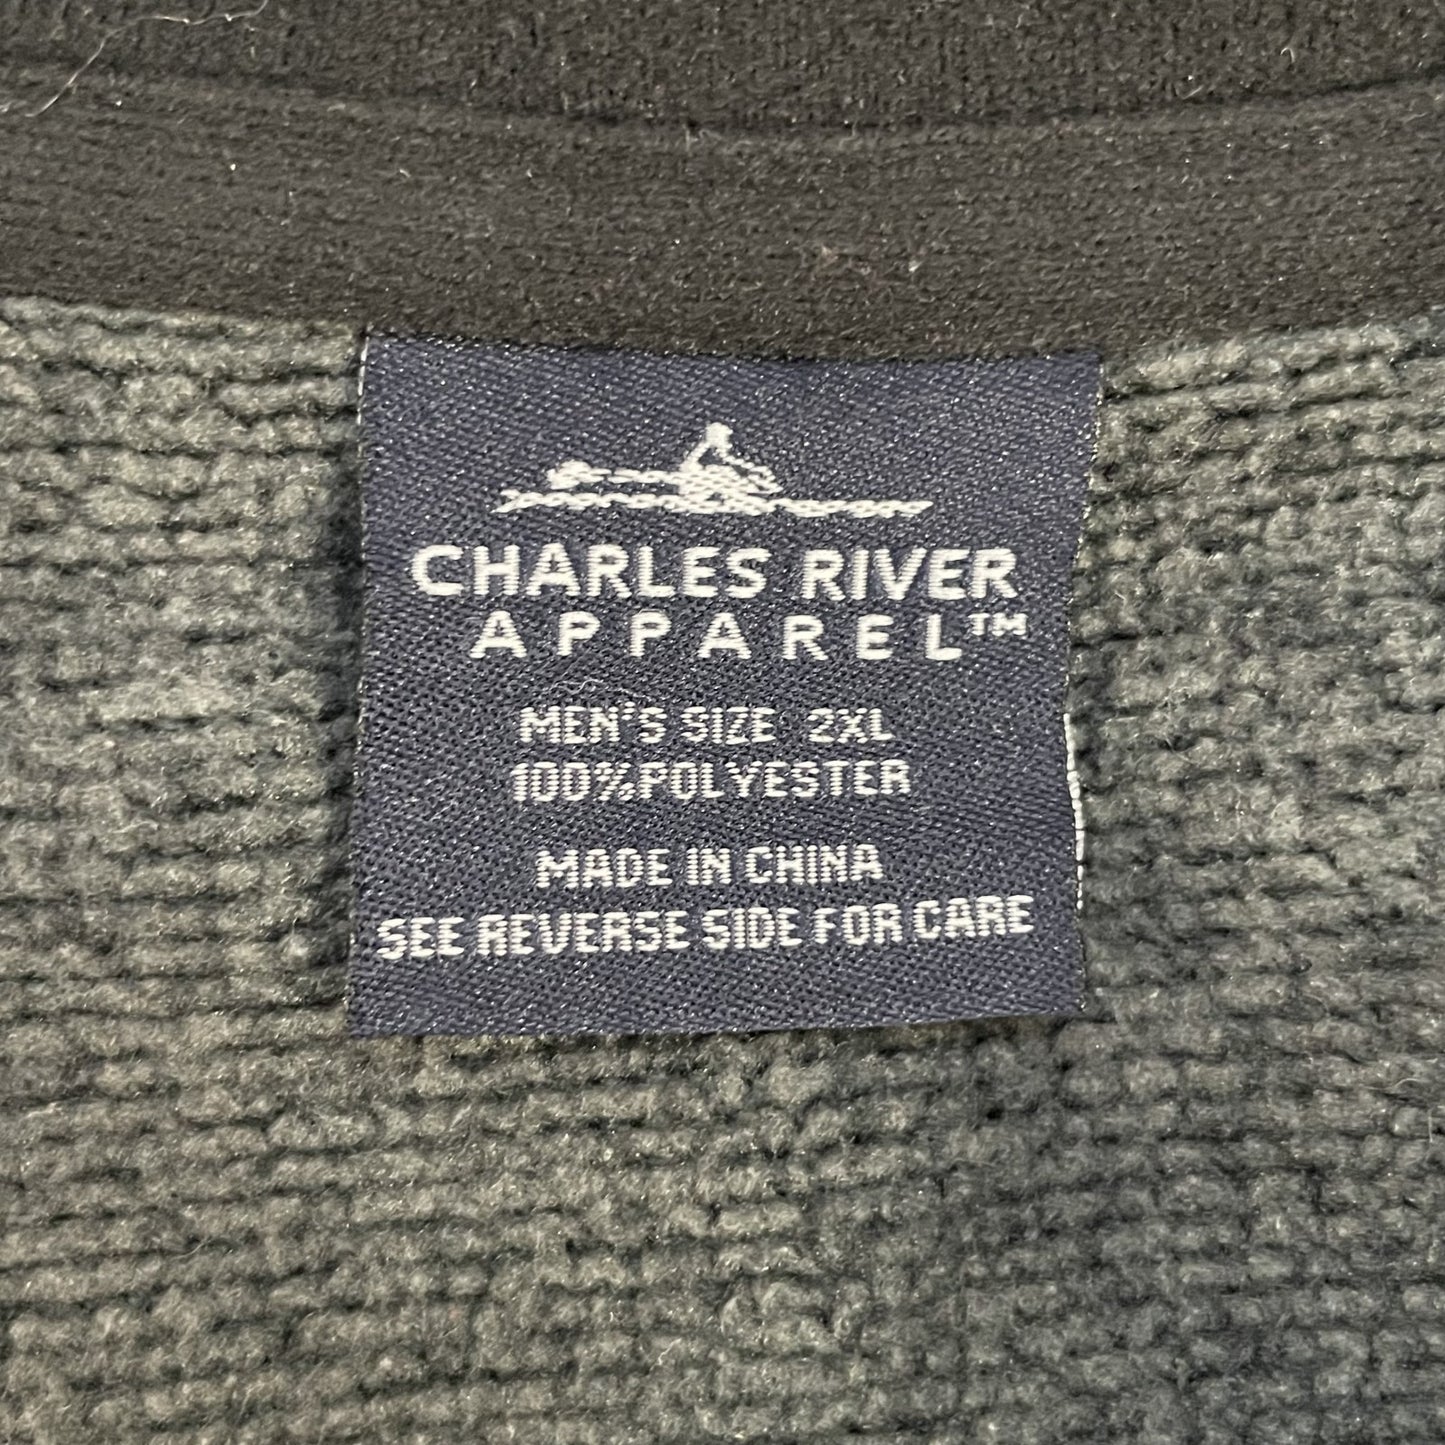 CHARLES RIVER
APPAREL™
MEN'S SIZE 2XL
100%POLYESTER
MADE IN CHINA
SEE REVERSE SIDE FOR CARE